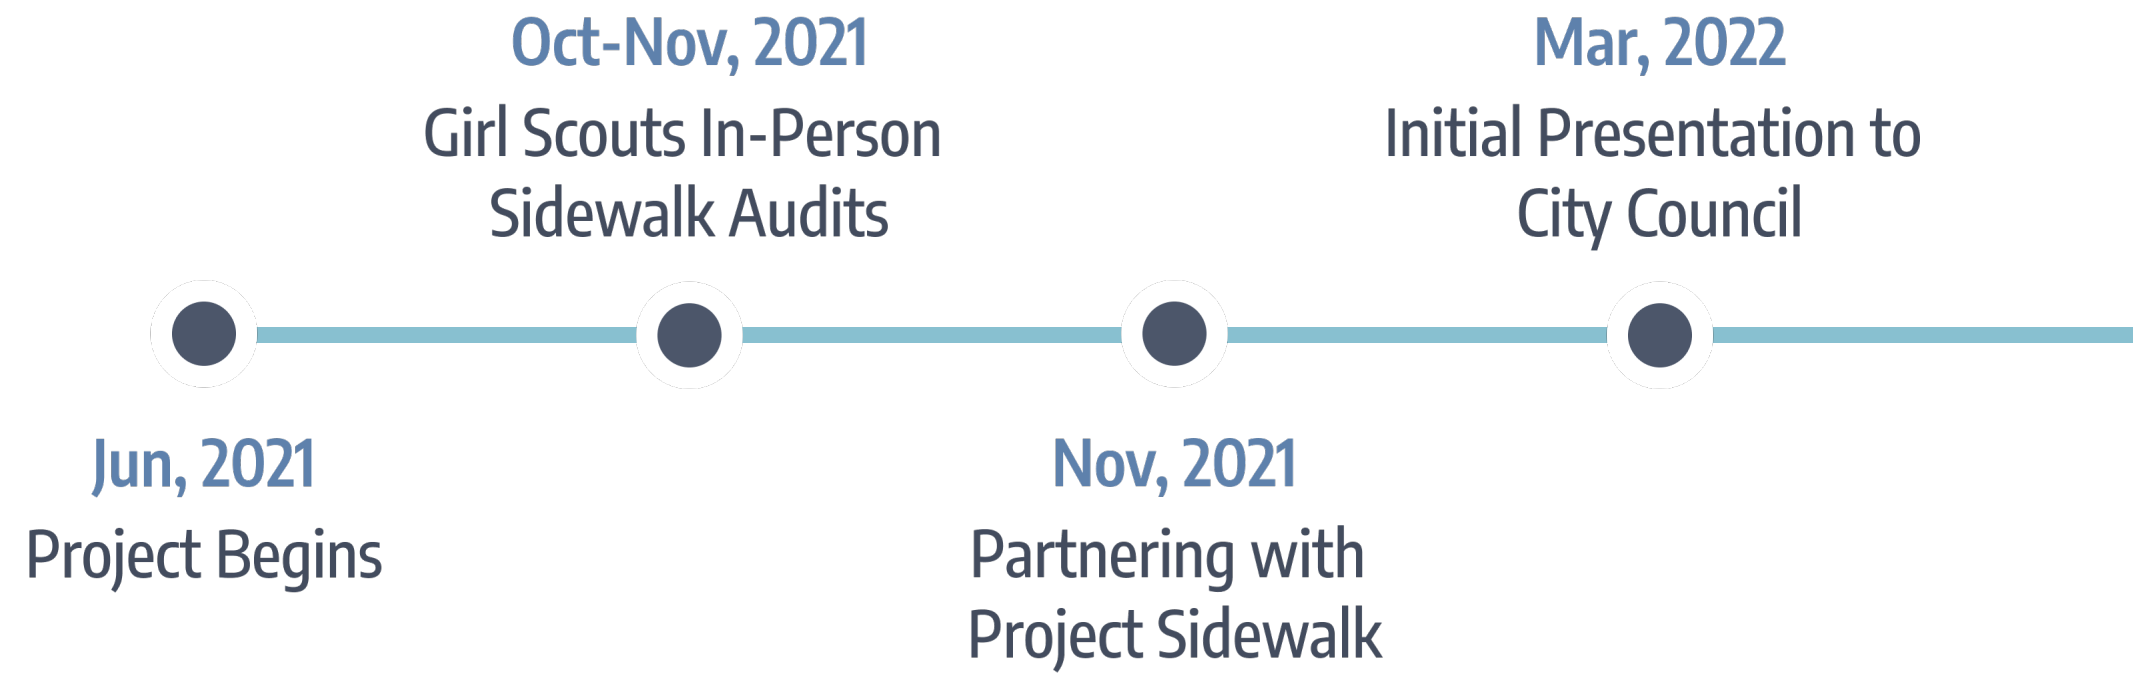 Jun, 2021
Project Begins
Oct-Nov, 2021
Girl Scouts In-Person
Sidewalk Audits
Nov, 2021
Partnering with
Project Sidewalk
Mar, 2022
Initial Presentation to
City Council